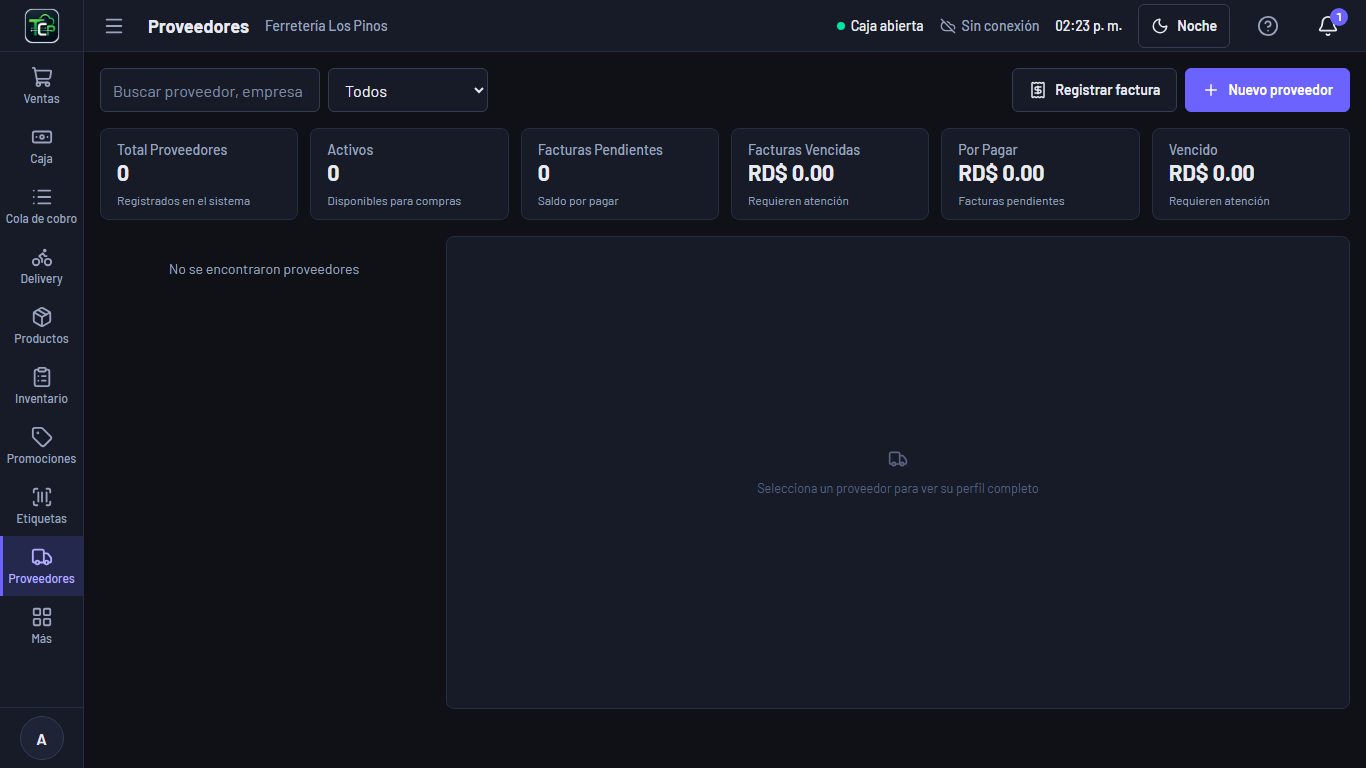 TCP
Proveedores
Ferretería Los Pinos
Caja abierta
Sin conexión
02:23 p. m.
Noche
1
Ventas
Caja
Cola de cobro
Delivery
Productos
Inventario
Promociones
Etiquetas
Proveedores
Más
A
Buscar proveedor, empresa
Todos
Registrar factura
Nuevo proveedor
Total Proveedores
0
Registrados en el sistema
Activos
0
Disponibles para compras
Facturas Pendientes
0
Saldo por pagar
Facturas Vencidas
RD$ 0.00
Requieren atención
Por Pagar
RD$ 0.00
Facturas pendientes
Vencido
RD$ 0.00
Requieren atención
No se encontraron proveedores
Selecciona un proveedor para ver su perfil completo